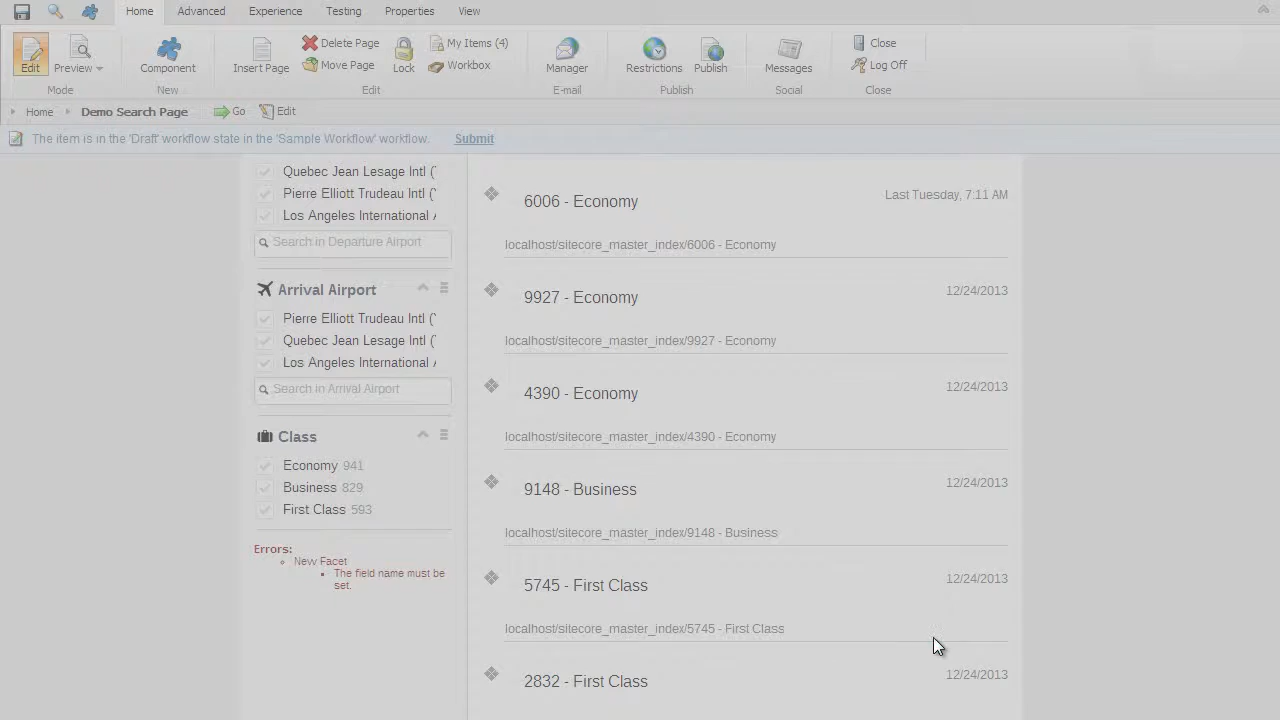 Home Advanced Experience Testing Properties View
Edit Preview Component Insert Page Delete Page Move Page Lock My Items (4) Workbox Manager Restrictions Publish Messages Close Log Off
Mode New Edit E-mail Publish Social Close
Home Demo Search Page Go Edit
The item is in the 'Draft' workflow state in the 'Sample Workflow' workflow. Submit
Quebec Jean Lesage Intl (
Pierre Elliott Trudeau Intl (
Los Angeles International
Search in Departure Airport
Arrival Airport
Pierre Elliott Trudeau Intl (
Quebec Jean Lesage Intl (
Los Angeles International
Search in Arrival Airport
Class
Economy 941
Business 829
First Class 593
Errors:
New Facet
The field name must be
set.
6006 - Economy Last Tuesday, 7:11 AM
localhost/sitecore_master_index/6006 - Economy
9927 - Economy 12/24/2013
localhost/sitecore_master_index/9927 - Economy
4390 - Economy 12/24/2013
localhost/sitecore_master_index/4390 - Economy
9148 - Business 12/24/2013
localhost/sitecore_master_index/9148 - Business
5745 - First Class 12/24/2013
localhost/sitecore_master_index/5745 - First Class
2832 - First Class 12/24/2013